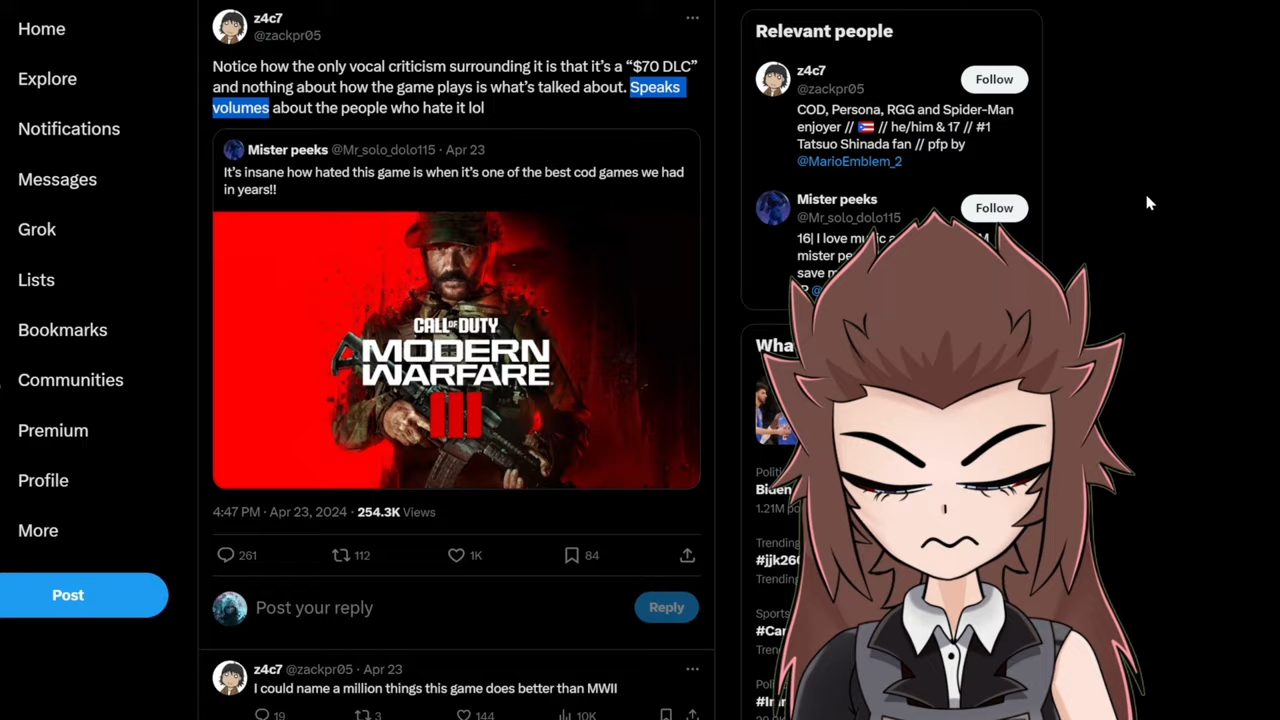 Home
Explore
Notifications
Messages
Grok
Lists
Bookmarks
Communities
Premium
Profile
More
Post
z4c7
@zackpr05
Notice how the only vocal criticism surrounding it is that it’s a “$70 DLC”
and nothing about how the game plays is what’s talked about. Speaks
volumes about the people who hate it lol
Mister peeks @Mr_solo_dolo115 · Apr 23
It’s insane how hated this game is when it’s one of the best cod games we had
in years!!
CALL OF DUTY
MODERN
WARFARE
III
4:47 PM · Apr 23, 2024 · 254.3K Views
261 112 1K 84
Post your reply
Reply
z4c7 @zackpr05 · Apr 23
I could name a million things this game does better than MWII
19 3 144 10K
Relevant people
z4c7
@zackpr05
Follow
COD, Persona, RGG and Spider-Man
enjoyer // 🇵🇷 // he/him & 17 // #1
Tatsuo Shinada fan // pfp by
@MarioEmblem_2
Mister peeks
@Mr_solo_dolo115
Follow
16| I love
mister
save
Trending
#jjk26
Trending
Sports